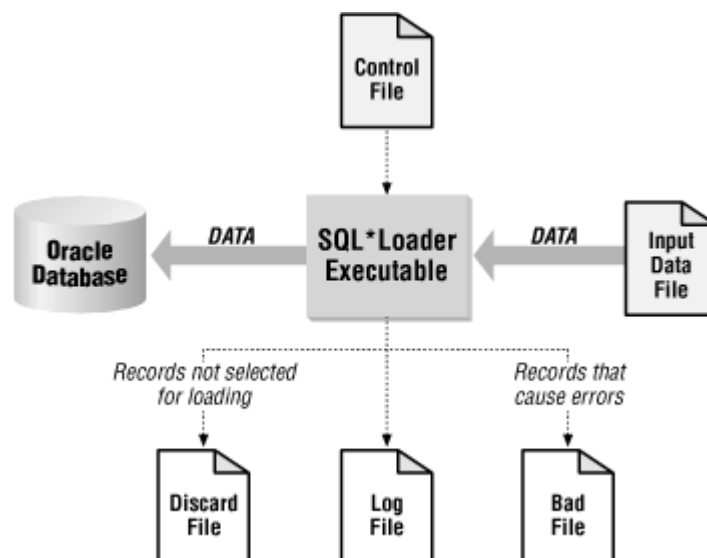 Control
File
Oracle
Database
DATA
SQL*Loader
Executable
DATA
Input
Data
File
Records not selected
for loading
Records that
cause errors
Discard
File
Log
File
Bad
File